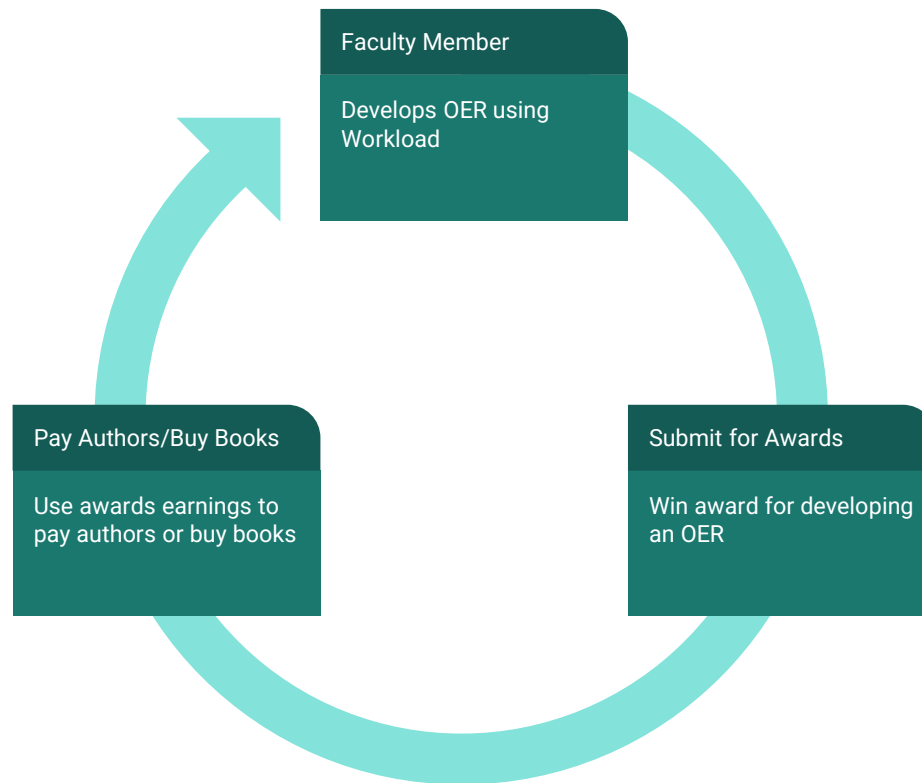 Faculty Member
Develops OER using
Workload
Pay Authors/Buy Books
Use awards earnings to
pay authors or buy books
Submit for Awards
Win award for developing
an OER